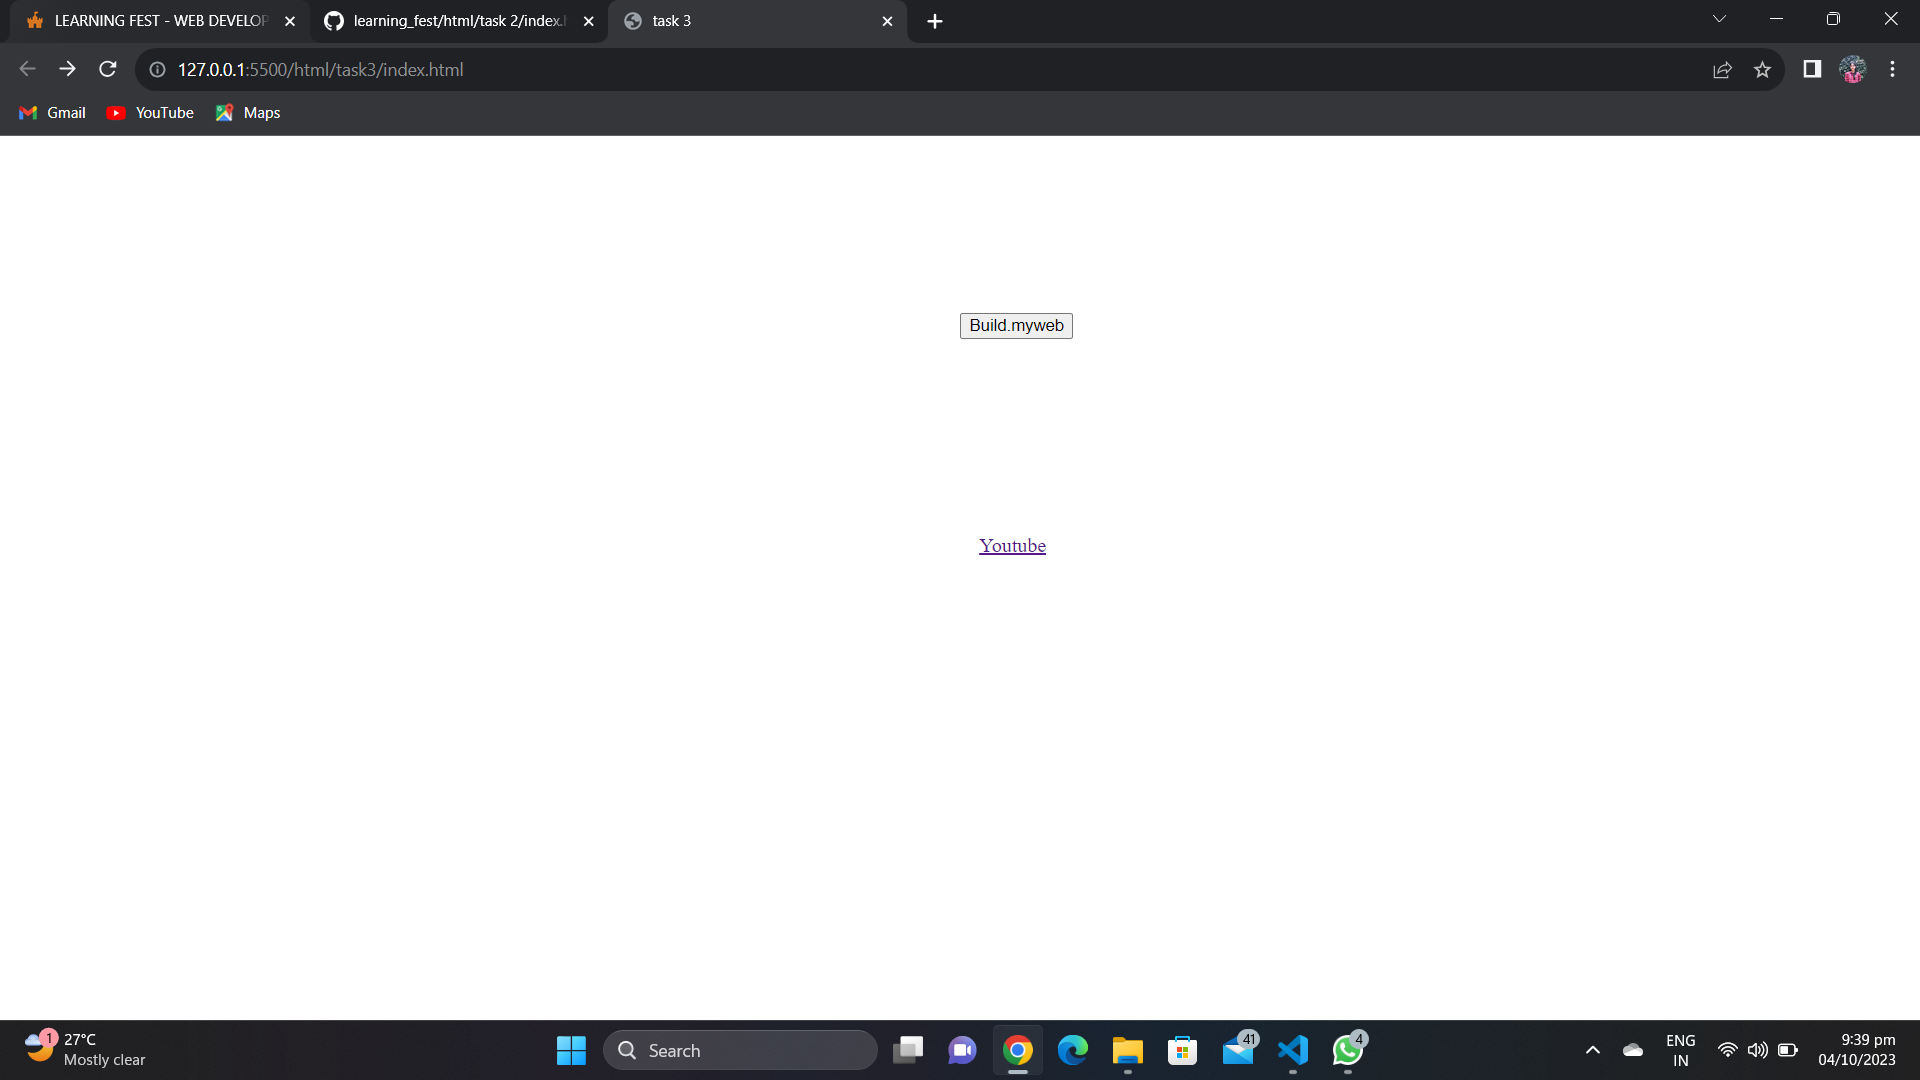 LEARNING FEST - WEB DEVELOP
learning_fest/html/task 2/index.h
task 3
127.0.0.1:5500/html/task3/index.html
Gmail
YouTube
Maps
Build.myweb
Youtube
1
27°C
Mostly clear
Search
41
4
ENG
IN
9:39 pm
04/10/2023